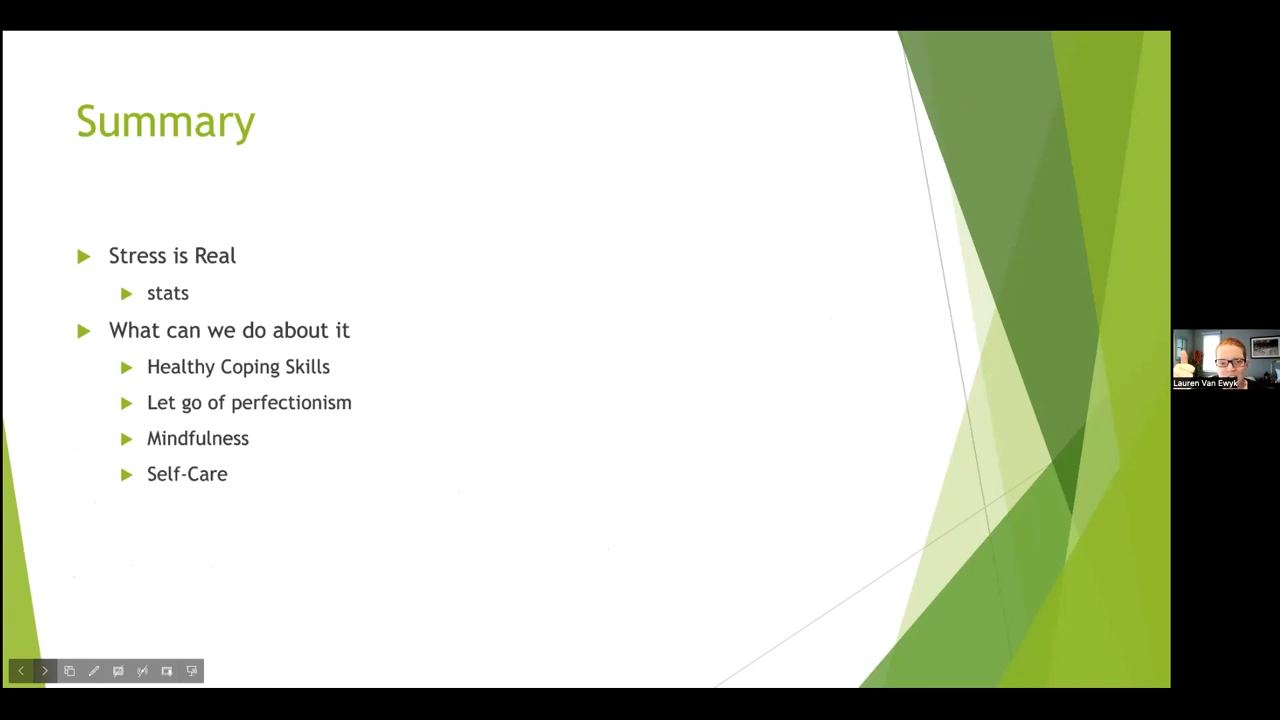 Summary
Stress is Real
stats
What can we do about it
Healthy Coping Skills
Let go of perfectionism
Mindfulness
Self-Care
Lauren Van Ewyk